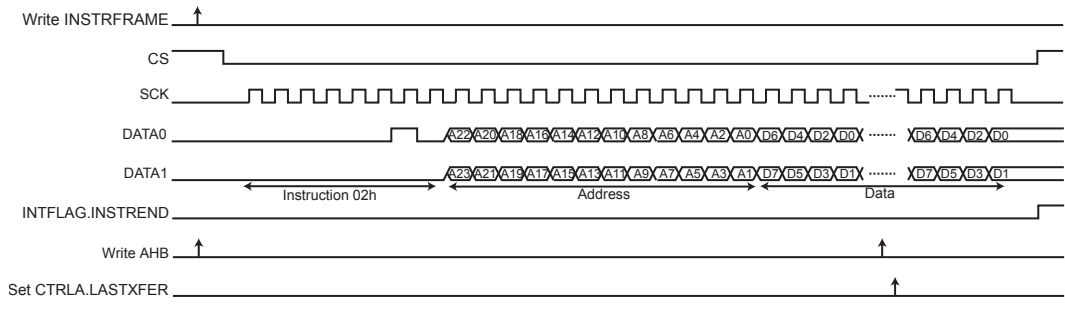 Write INSTRFRAME
CS
SCK
DATA0 A22 A20 A18 A16 A14 A12 A10 A8 A6 A4 A2 A0 D6 D4 D2 D0 D6 D4 D2 D0
DATA1 A23 A21 A19 A17 A15 A13 A11 A9 A7 A5 A3 A1 D7 D5 D3 D1 D7 D5 D3 D1
Instruction 02h Address Data
INTFLAG.INSTREND
Write AHB
Set CTRLA.LASTXFER